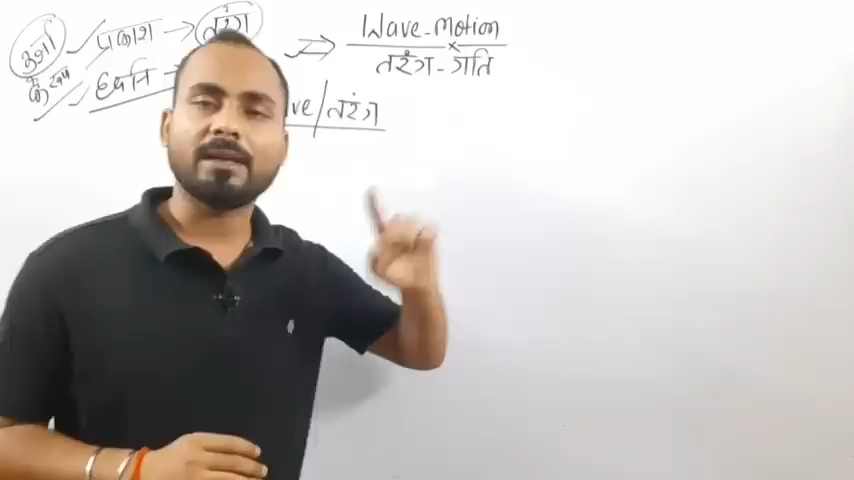 ऊर्जा प्रकाश → तरंग
के रूप ध्वनि →
⇒ Wave-Motion
तरंग-गति
ve/तरंग